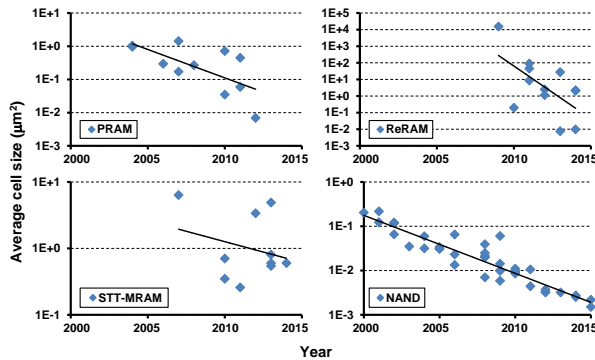 Average cell size (µm²)
1E+1
1E+0
1E-1
1E-2
1E-3
PRAM
2000 2005 2010 2015
1E+5
1E+4
1E+3
1E+2
1E+1
1E+0
1E-1
1E-2
1E-3
ReRAM
2000 2005 2010 2015
1E+1
1E+0
1E-1
STT-MRAM
2000 2005 2010 2015
1E+0
1E-1
1E-2
1E-3
NAND
2000 2005 2010 2015
Year